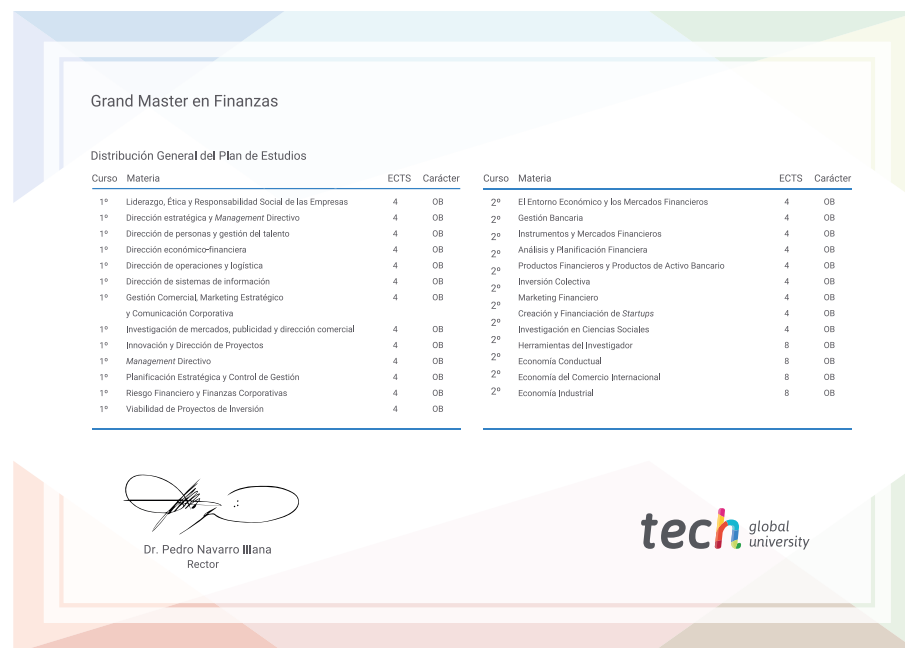 Grand Master en Finanzas
Distribución General del Plan de Estudios
Curso Materia ECTS Carácter
1º Liderazgo, Ética y Responsabilidad Social de las Empresas 4 OB
1º Dirección estratégica y Management Directivo 4 OB
1º Dirección de personas y gestión del talento 4 OB
1º Dirección económico-financiera 4 OB
1º Dirección de operaciones y logística 4 OB
1º Dirección de sistemas de información 4 OB
1º Gestión Comercial, Marketing Estratégico 4 OB
y Comunicación Corporativa
1º Investigación de mercados, publicidad y dirección comercial 4 OB
1º Innovación y Dirección de Proyectos 4 OB
1º Management Directivo 4 OB
1º Planificación Estratégica y Control de Gestión 4 OB
1º Riesgo Financiero y Finanzas Corporativas 4 OB
1º Viabilidad de Proyectos de Inversión 4 OB
Curso Materia ECTS Carácter
2º El Entorno Económico y los Mercados Financieros 4 OB
2º Gestión Bancaria 4 OB
2º Instrumentos y Mercados Financieros 4 OB
2º Análisis y Planificación Financiera 4 OB
2º Productos Financieros y Productos de Activo Bancario 4 OB
2º Inversión Colectiva 4 OB
2º Marketing Financiero 4 OB
2º Creación y Financiación de Startups 4 OB
2º Investigación en Ciencias Sociales 4 OB
2º Herramientas del Investigador 8 OB
2º Economía Conductual 8 OB
2º Economía del Comercio Internacional 8 OB
Economía Industrial 8 OB
Dr. Pedro Navarro Illana
Rector
tech global
university